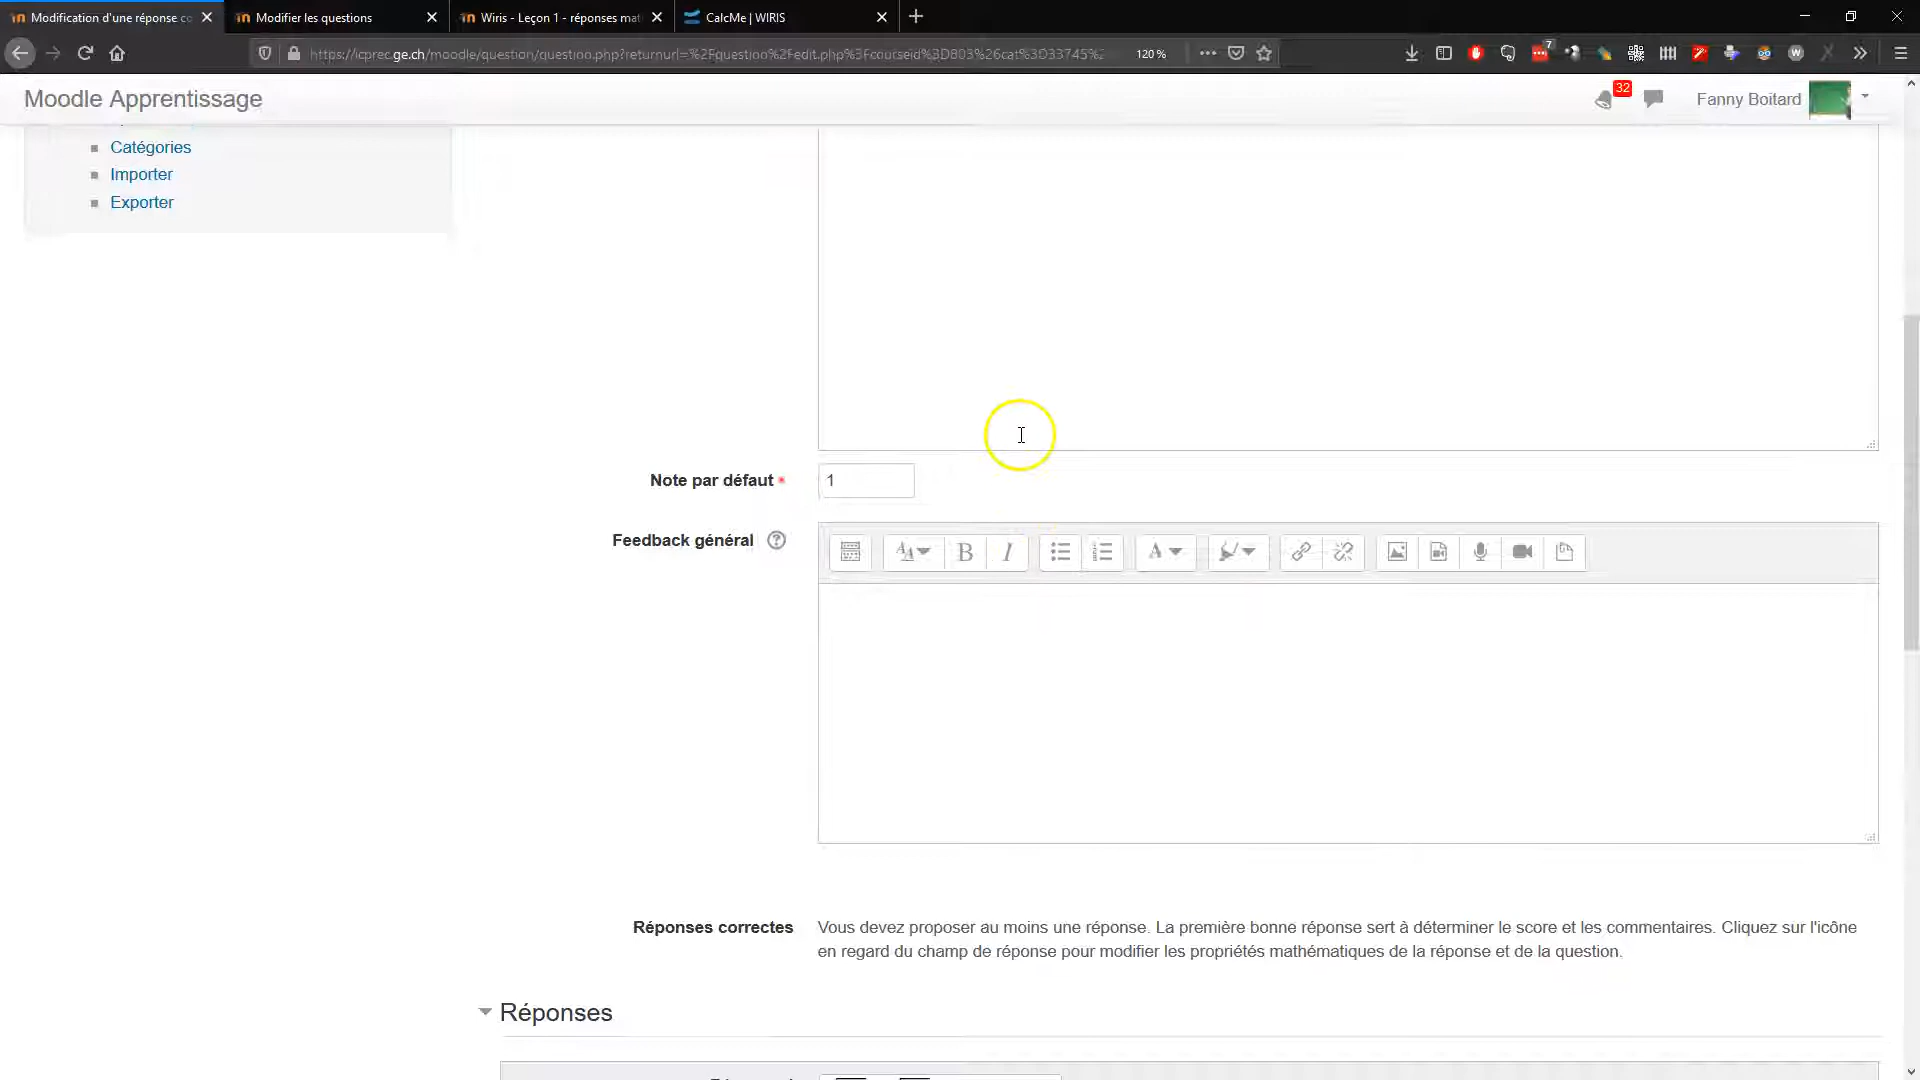 Modification d'une réponse co
Modifier les questions
Wiris - Leçon 1 - réponses mat
CalcMe | WIRIS
https://icprec.ge.ch/moodle/question/question.php?returnurl=%2Fquestion%2Fedit.php%3Fcourseid%3D803%26cat%3D33745%2
120 %
7
Moodle Apprentissage
32
Fanny Boitard
Catégories
Importer
Exporter
Note par défaut
1
Feedback général
Réponses correctes
Vous devez proposer au moins une réponse. La première bonne réponse sert à déterminer le score et les commentaires. Cliquez sur l'icône
en regard du champ de réponse pour modifier les propriétés mathématiques de la réponse et de la question.
Réponses